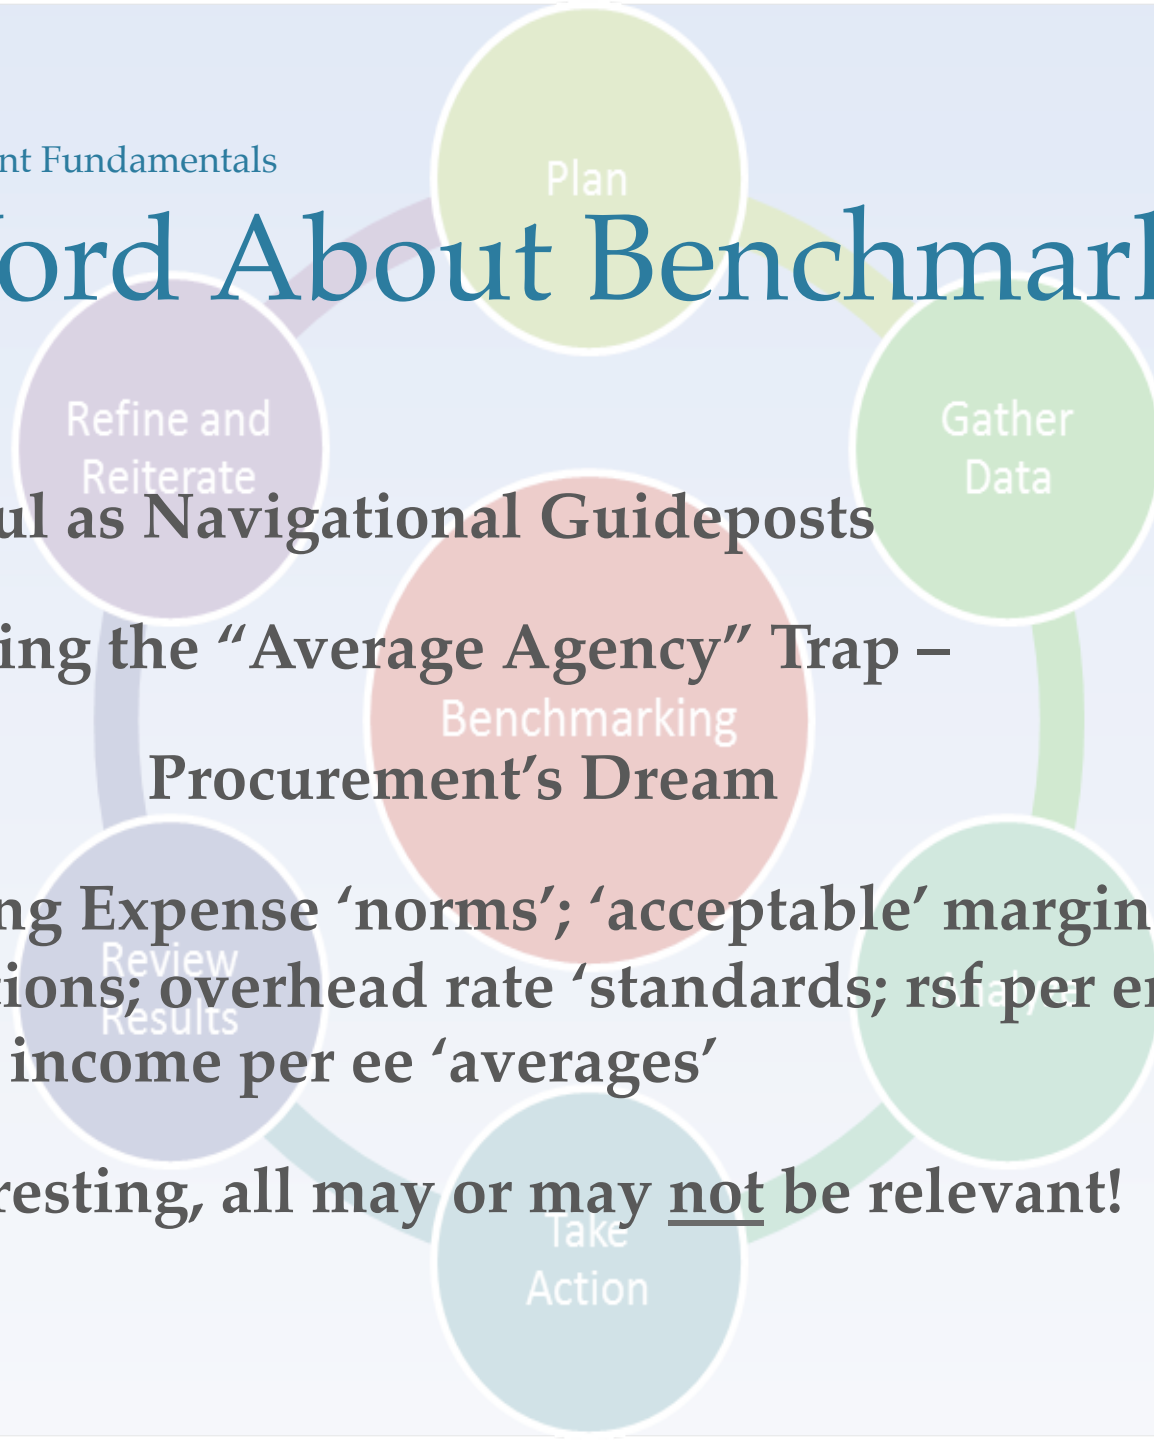 nt Fundamentals
ord About Benchmark
ul as Navigational Guideposts
ing the “Average Agency” Trap –
Procurement’s Dream
ng Expense ‘norms’; ‘acceptable’ margin
tions; overhead rate ‘standards; rsf per e
income per ee ‘averages’
resting, all may or may not be relevant!
Plan
Gather
Data
Take
Action
Review
Results
Refine and
Reiterate
Benchmarking